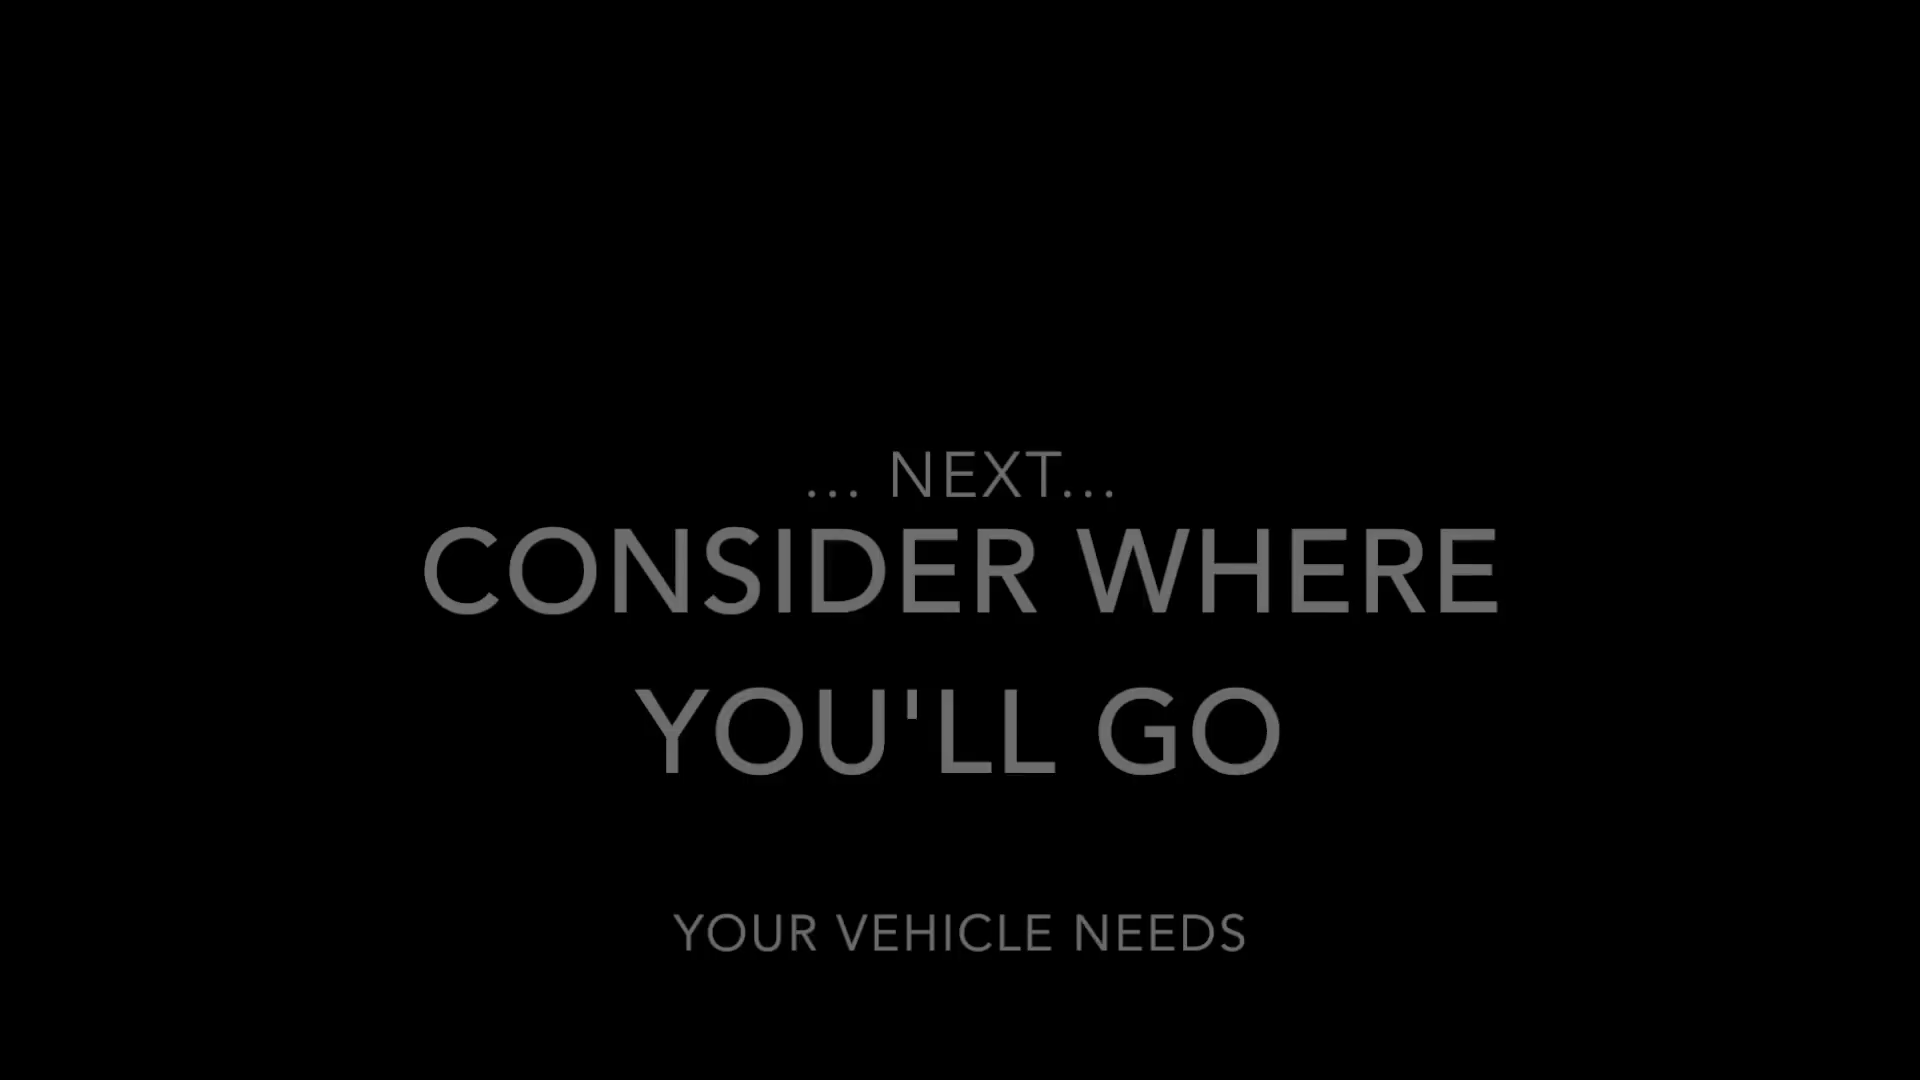 ... NEXT...
CONSIDER WHERE
YOU'LL GO
YOUR VEHICLE NEEDS